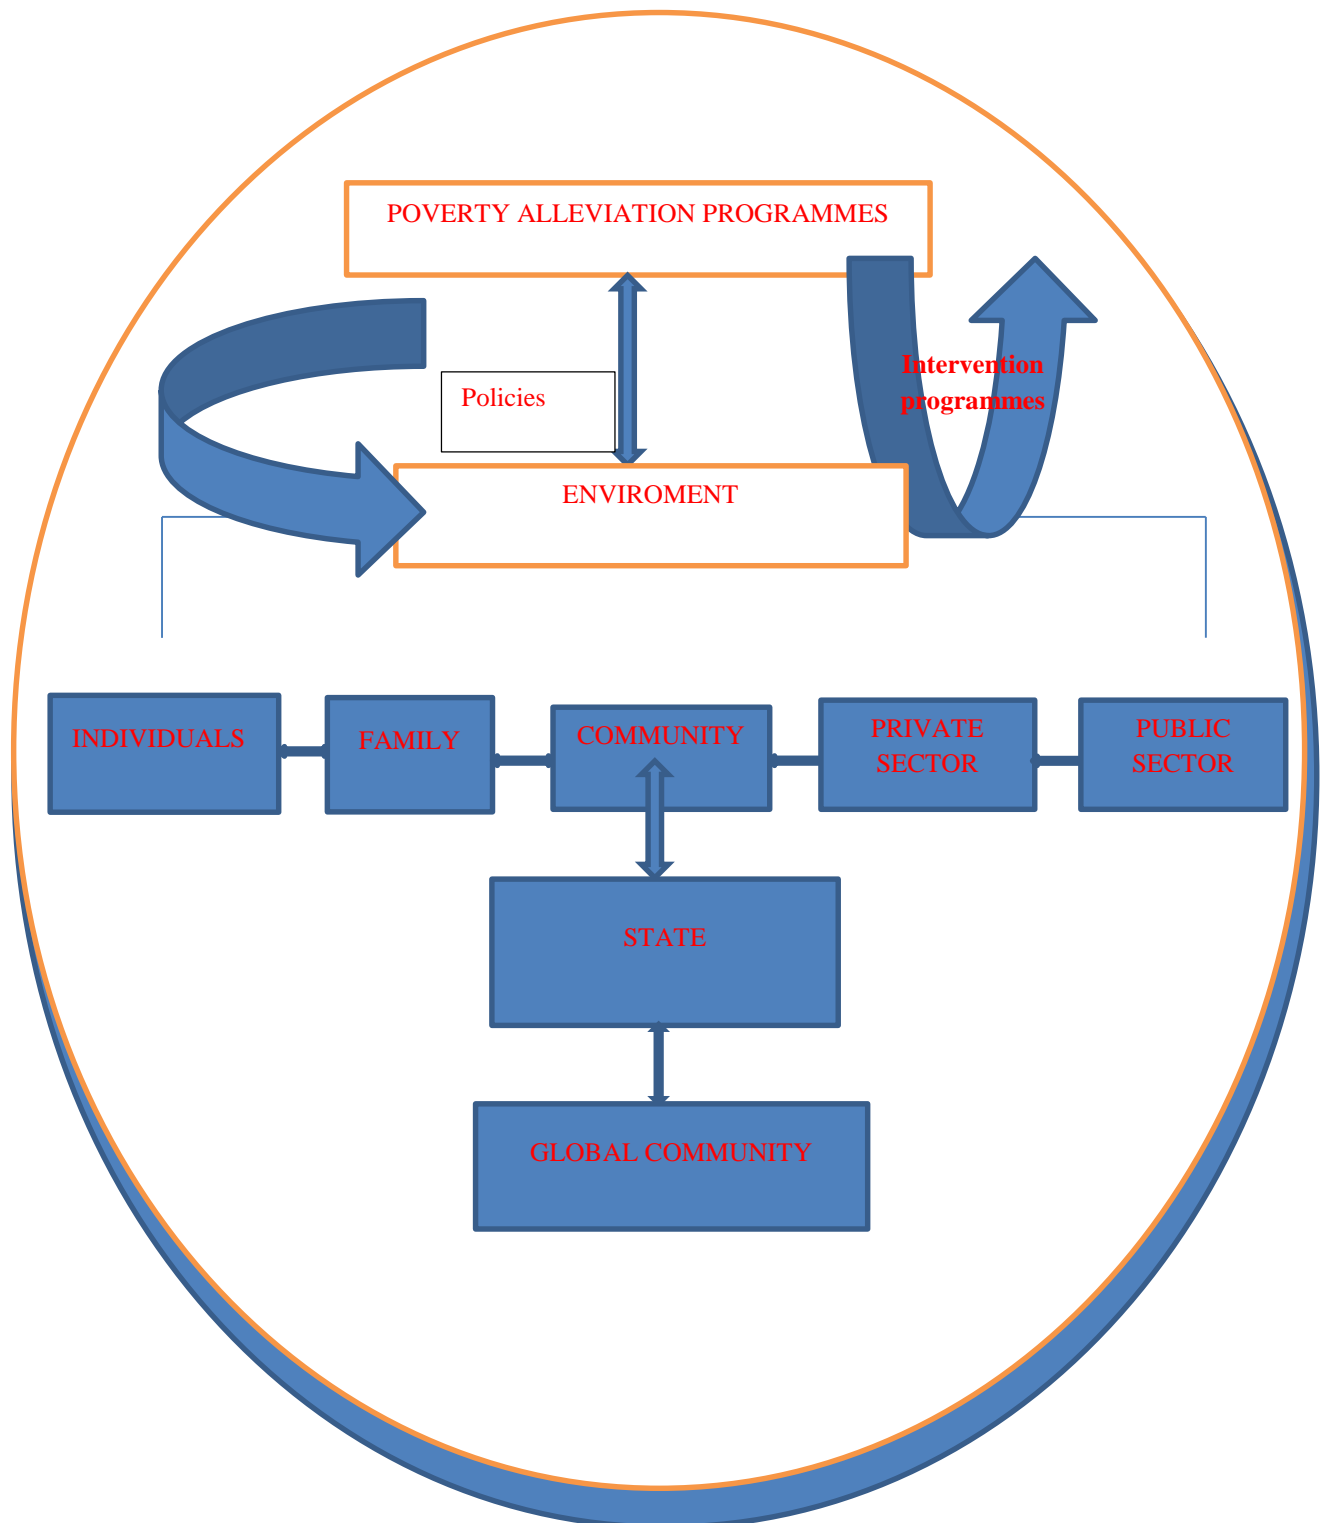 POVERTY ALLEVIATION PROGRAMMES
Intervention
programmes
Policies
ENVIROMENT
INDIVIDUALS
FAMILY
COMMUNITY
PRIVATE
SECTOR
PUBLIC
SECTOR
STATE
GLOBAL COMMUNITY